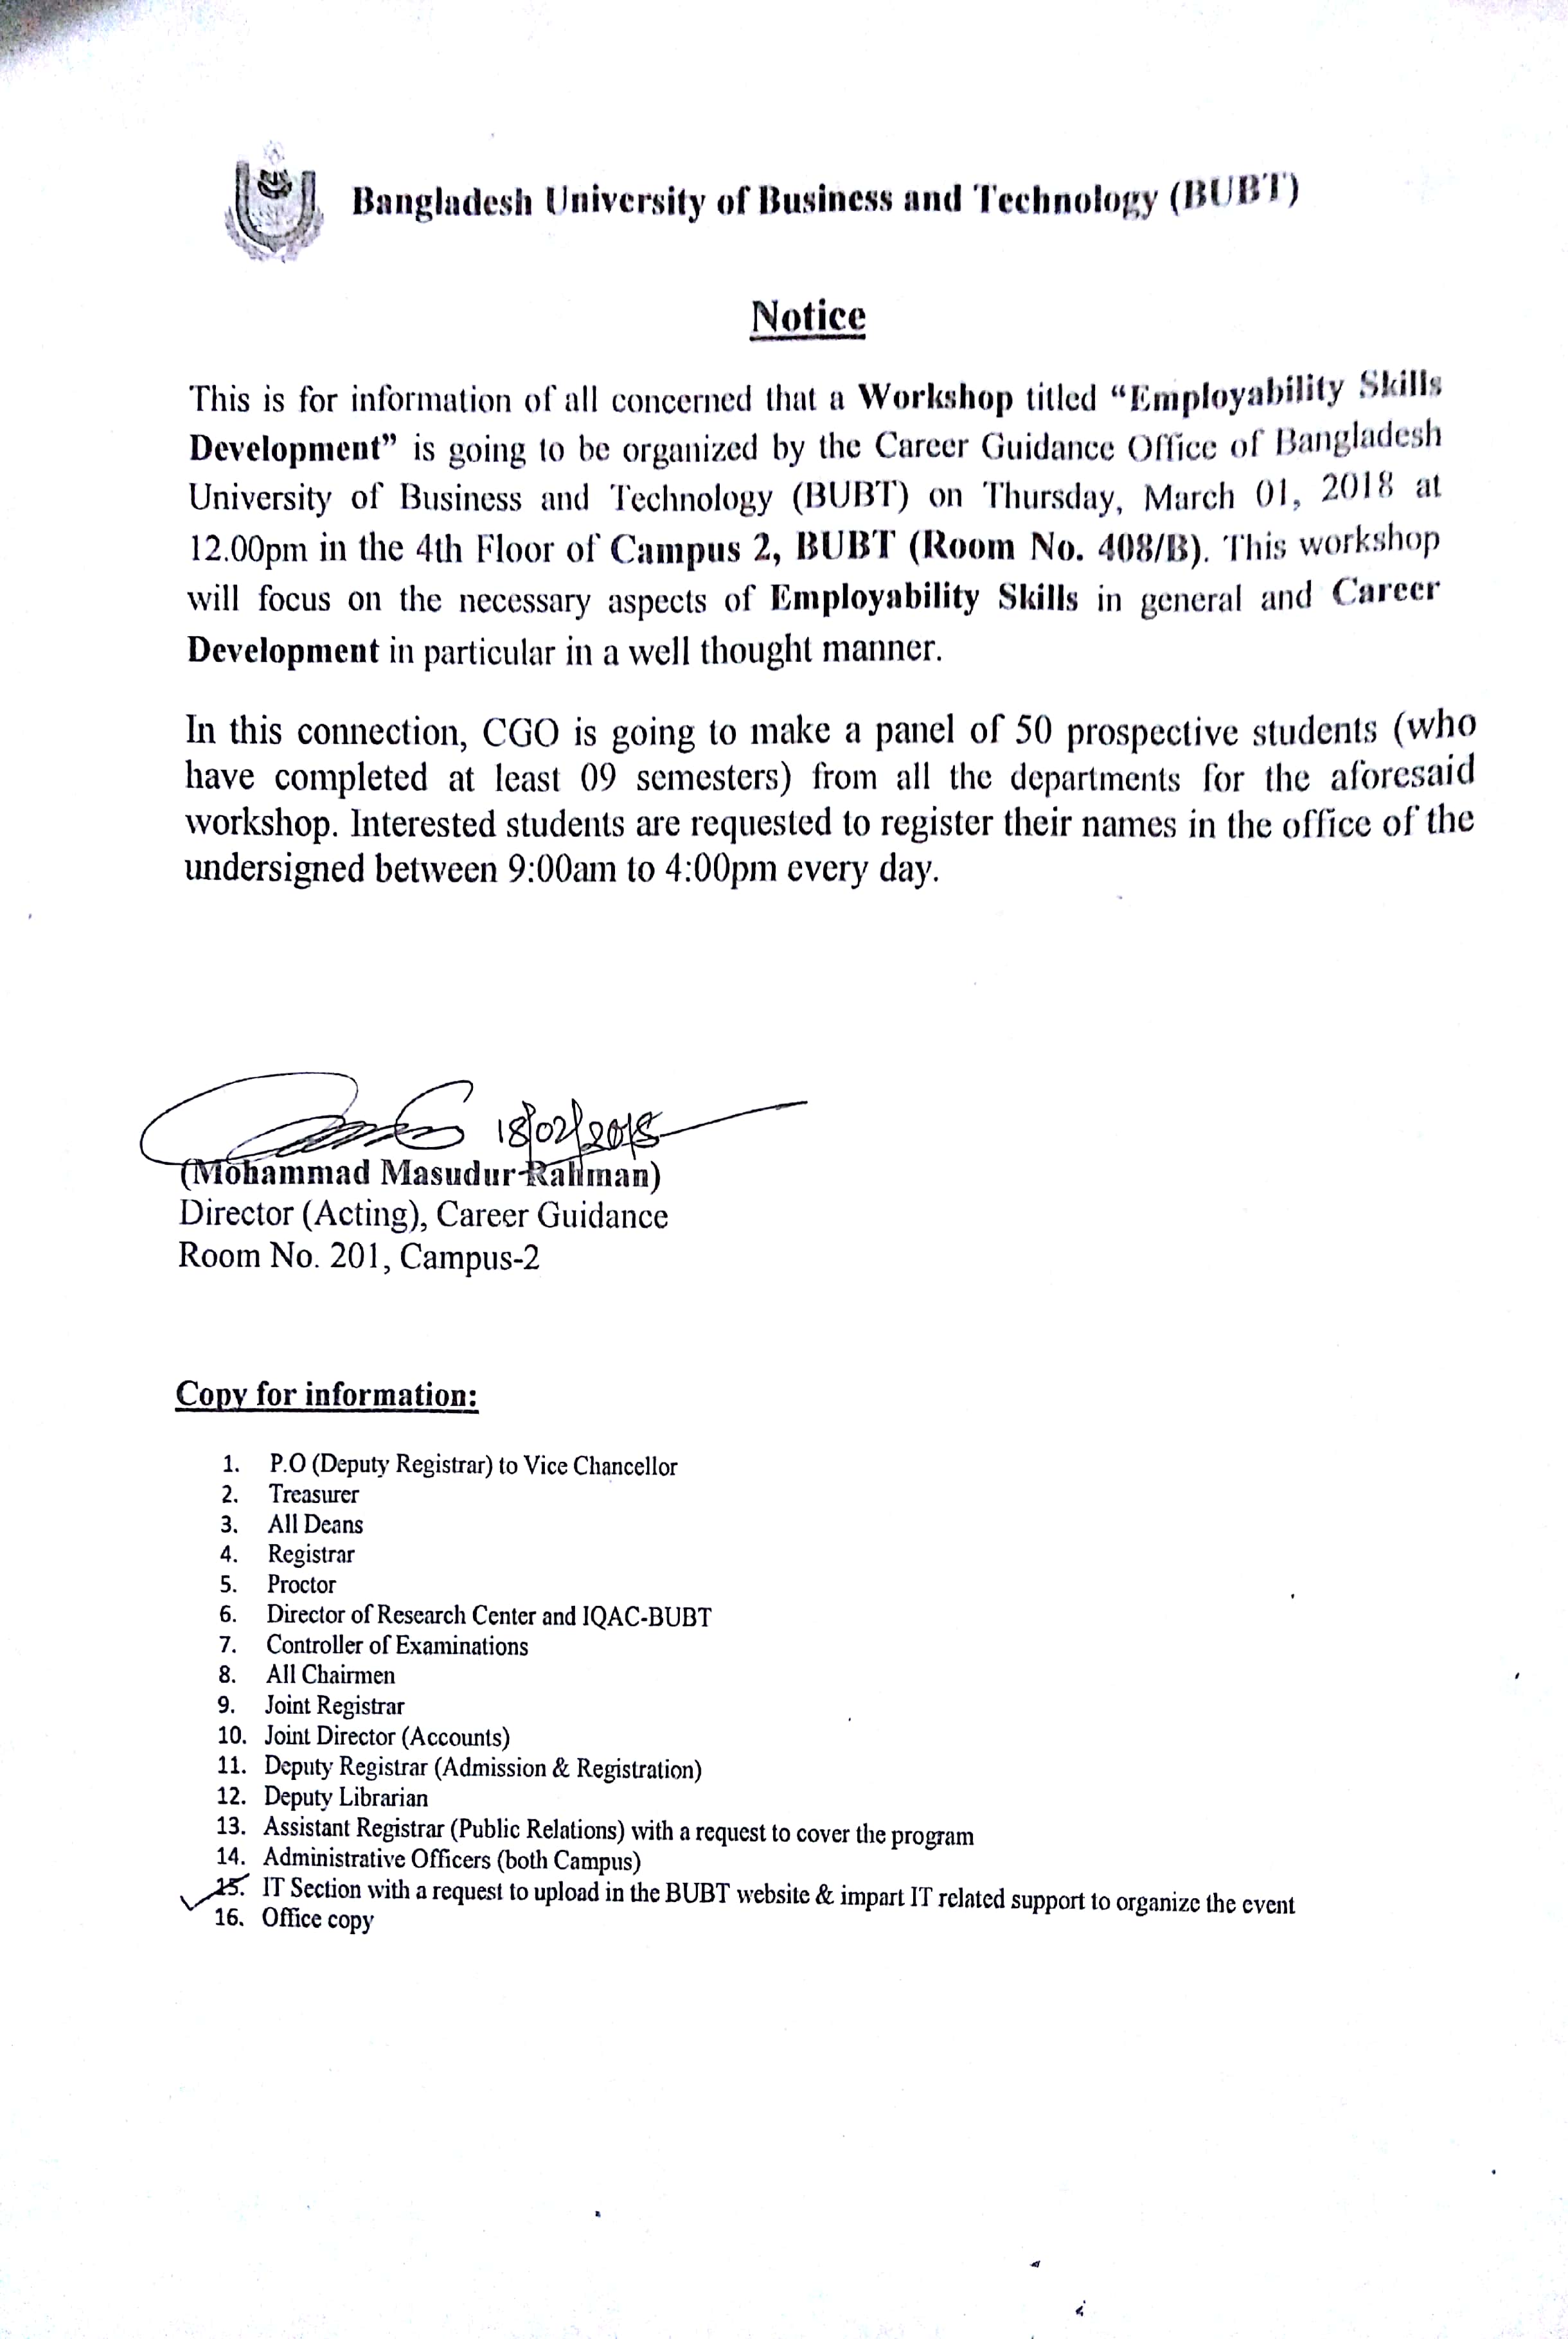 Bangladesh University of Business and Technology (BUBT)
Notice
This is for information of all concerned that a Workshop titled “Employability Skills
Development” is going to be organized by the Career Guidance Office of Bangladesh
University of Business and Technology (BUBT) on Thursday, March 01, 2018 at
12.00pm in the 4th Floor of Campus 2, BUBT (Room No. 408/B). This workshop
will focus on the necessary aspects of Employability Skills in general and Career
Development in particular in a well thought manner.
In this connection, CGO is going to make a panel of 50 prospective students (who
have completed at least 09 semesters) from all the departments for the aforesaid
workshop. Interested students are requested to register their names in the office of the
undersigned between 9:00am to 4:00pm every day.
18/02/2018
(Mohammad Masudur Rahman)
Director (Acting), Career Guidance
Room No. 201, Campus-2
Copy for information:
1. P.O (Deputy Registrar) to Vice Chancellor
2. Treasurer
3. All Deans
4. Registrar
5. Proctor
6. Director of Research Center and IQAC-BUBT
7. Controller of Examinations
8. All Chairmen
9. Joint Registrar
10. Joint Director (Accounts)
11. Deputy Registrar (Admission & Registration)
12. Deputy Librarian
13. Assistant Registrar (Public Relations) with a request to cover the program
14. Administrative Officers (both Campus)
15. IT Section with a request to upload in the BUBT website & impart IT related support to organize the event
16. Office copy